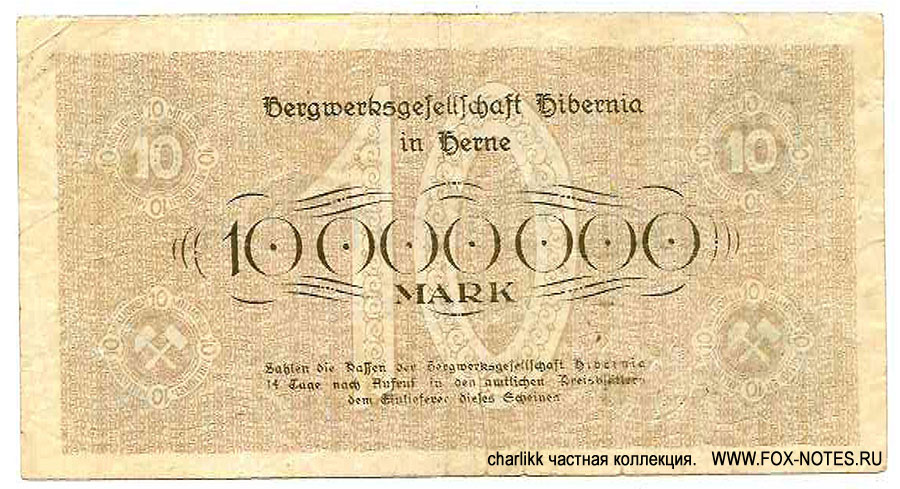 Bergwerksgesellschaft Hibernia
in Herne
10 10
10 000 000
MARK
Zahlen die Kassen der Bergwerksgesellschaft Hibernia
14 Tage nach Aufruf in den amtlichen Kreisblättern
dem Einlieferer dieses Scheines
charlikk частная коллекция. WWW.FOX-NOTES.RU